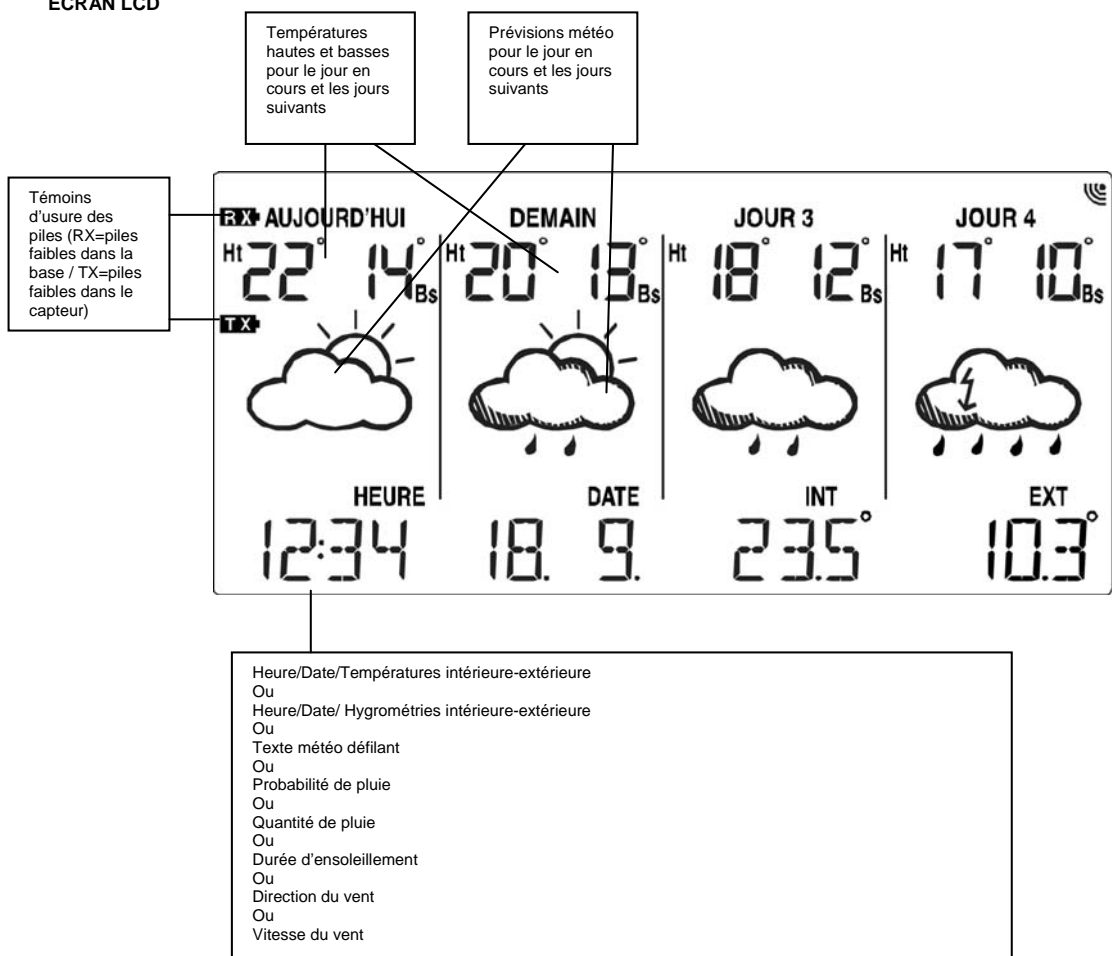 ECRAN LCD
Températures
hautes et basses
pour le jour en
cours et les jours
suivants
Prévisions météo
pour le jour en
cours et les jours
suivants
Témoins
d'usure des
piles (RX=piles
faibles dans la
base / TX=piles
faibles dans le
capteur)
RX AUJOURD'HUI DEMAIN JOUR 3 JOUR 4
Ht 22° 14° Bs Ht 20° 13° Bs Ht 18° 12° Bs Ht 17° 10° Bs
TX
HEURE DATE INT EXT
12:34 18. 9. 23.5° 10.3°
Heure/Date/Températures intérieure-extérieure
Ou
Heure/Date/ Hygrométries intérieure-extérieure
Ou
Texte météo défilant
Ou
Probabilité de pluie
Ou
Quantité de pluie
Ou
Durée d'ensoleillement
Ou
Direction du vent
Ou
Vitesse du vent